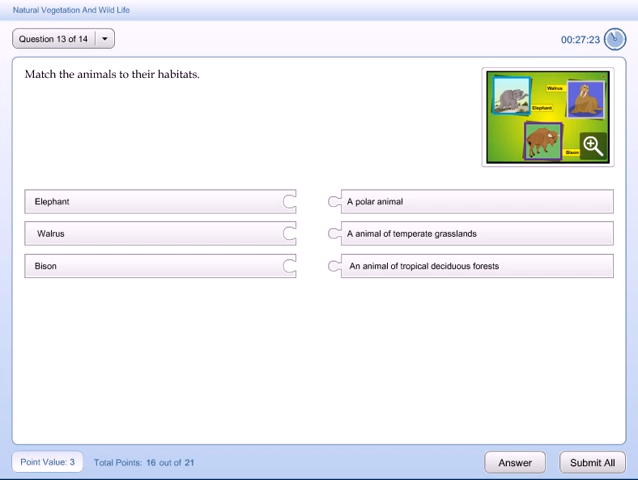 Natural Vegetation And Wild Life
Question 13 of 14
00:27:23
Match the animals to their habitats.
Walrus
Elephant
Bison
Elephant
A polar animal
Walrus
A animal of temperate grasslands
Bison
An animal of tropical deciduous forests
Point Value: 3
Total Points: 16 out of 21
Answer
Submit All